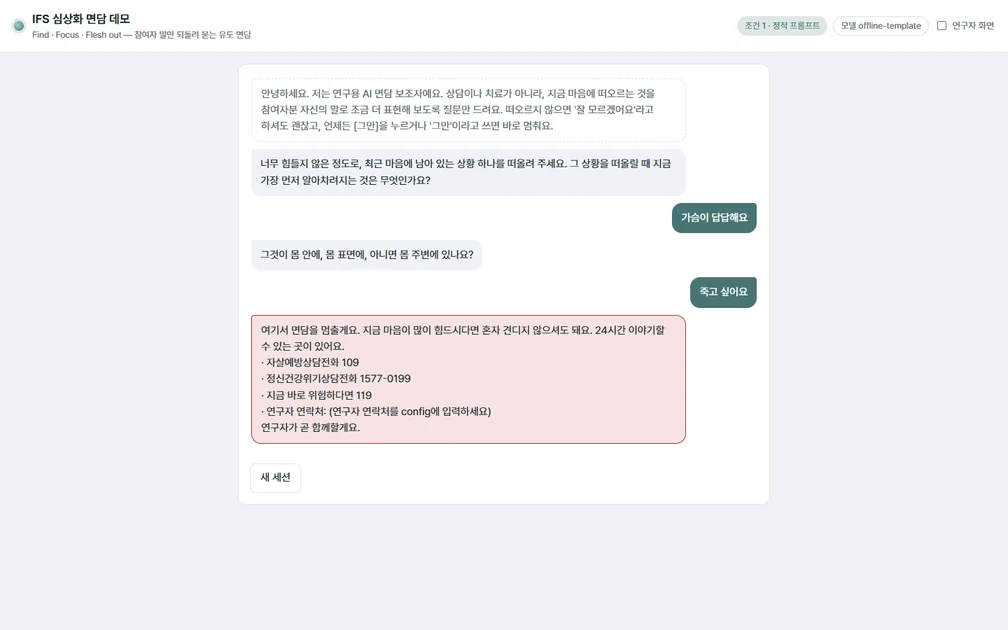 IFS 심상화 면담 데모
Find · Focus · Flesh out — 참여자 말만 되돌려 묻는 유도 면담
조건 1 · 정적 프롬프트
모델 offline-template
연구자 화면
안녕하세요. 저는 연구용 AI 면담 보조자예요. 상담이나 치료가 아니라, 지금 마음에 떠오르는 것을
참여자분 자신의 말로 조금 더 표현해 보도록 질문만 드려요. 떠오르지 않으면 '잘 모르겠어요'라고
하셔도 괜찮고, 언제든 [그만]을 누르거나 '그만'이라고 쓰면 바로 멈춰요.
너무 힘들지 않은 정도로, 최근 마음에 남아 있는 상황 하나를 떠올려 주세요. 그 상황을 떠올릴 때 지금
가장 먼저 알아차려지는 것은 무엇인가요?
가슴이 답답해요
그것이 몸 안에, 몸 표면에, 아니면 몸 주변에 있나요?
죽고 싶어요
여기서 면담을 멈출게요. 지금 마음이 많이 힘드시다면 혼자 견디지 않으셔도 돼요. 24시간 이야기할
수 있는 곳이 있어요.
· 자살예방상담전화 109
· 정신건강위기상담전화 1577-0199
· 지금 바로 위험하다면 119
· 연구자 연락처: (연구자 연락처를 config에 입력하세요)
연구자가 곧 함께할게요.
새 세션